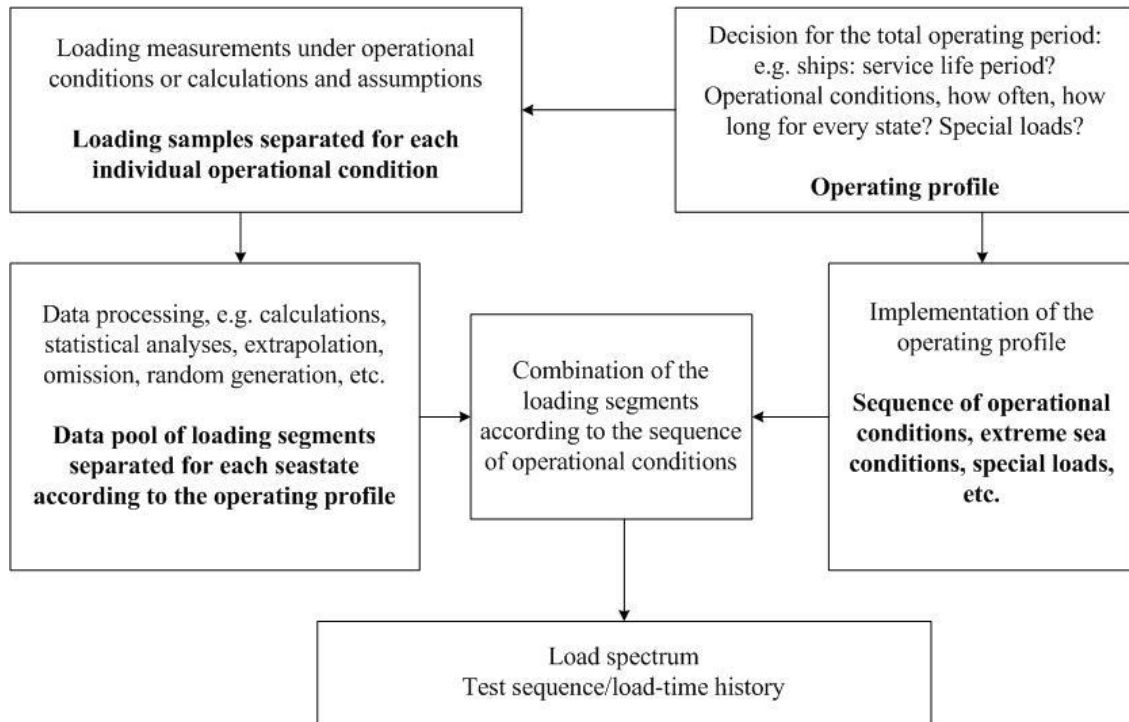 Loading measurements under operational
conditions or calculations and assumptions
Loading samples separated for each
individual operational condition
Decision for the total operating period:
e.g. ships: service life period?
Operational conditions, how often, how
long for every state? Special loads?
Operating profile
Data processing, e.g. calculations,
statistical analyses, extrapolation,
omission, random generation, etc.
Data pool of loading segments
separated for each seastate
according to the operating profile
Combination of the
loading segments
according to the sequence
of operational conditions
Implementation of the
operating profile
Sequence of operational
conditions, extreme sea
conditions, special loads,
etc.
Load spectrum
Test sequence/load-time history